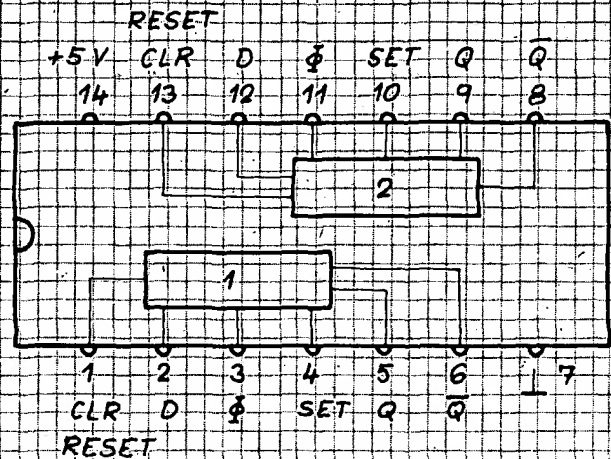 RESET
+5V CLR D Φ SET Q Q̅
14 13 12 11 10 9 8
2
1
1 2 3 4 5 6 7
CLR D Φ SET Q Q̅
RESET